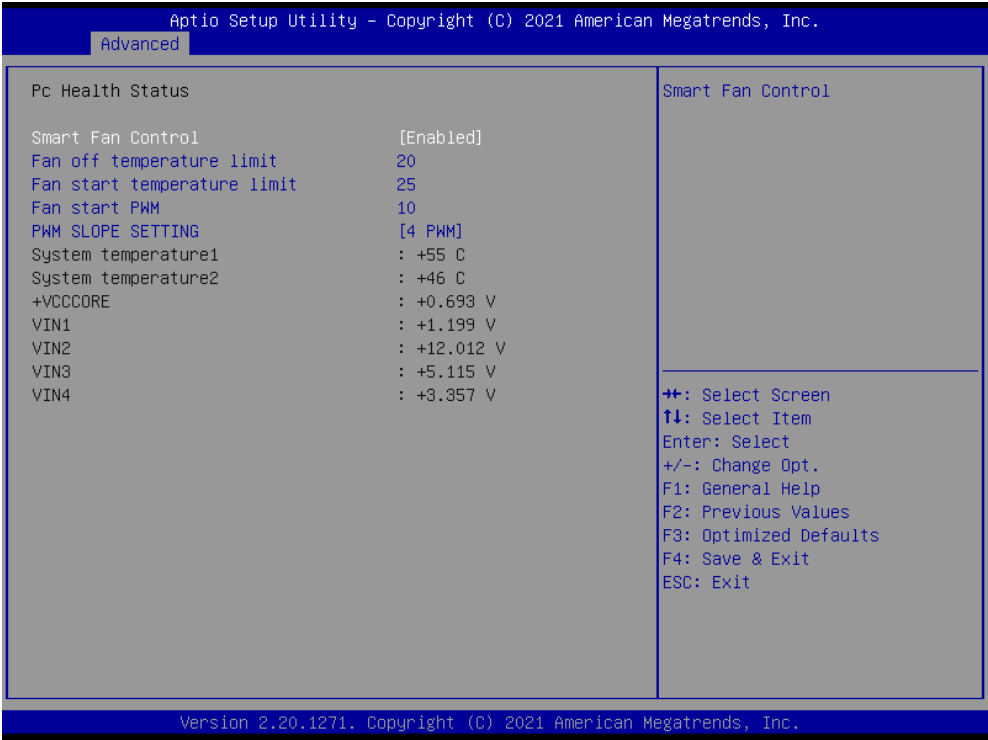 Aptio Setup Utility – Copyright (C) 2021 American Megatrends, Inc.
Advanced
Pc Health Status
Smart Fan Control [Enabled]
Fan off temperature limit 20
Fan start temperature limit 25
Fan start PWM 10
PWM SLOPE SETTING [4 PWM]
System temperature1 : +55 C
System temperature2 : +46 C
+VCCCORE : +0.693 V
VIN1 : +1.199 V
VIN2 : +12.012 V
VIN3 : +5.115 V
VIN4 : +3.357 V
Smart Fan Control
→←: Select Screen
↑↓: Select Item
Enter: Select
+/-: Change Opt.
F1: General Help
F2: Previous Values
F3: Optimized Defaults
F4: Save & Exit
ESC: Exit
Version 2.20.1271. Copyright (C) 2021 American Megatrends, Inc.